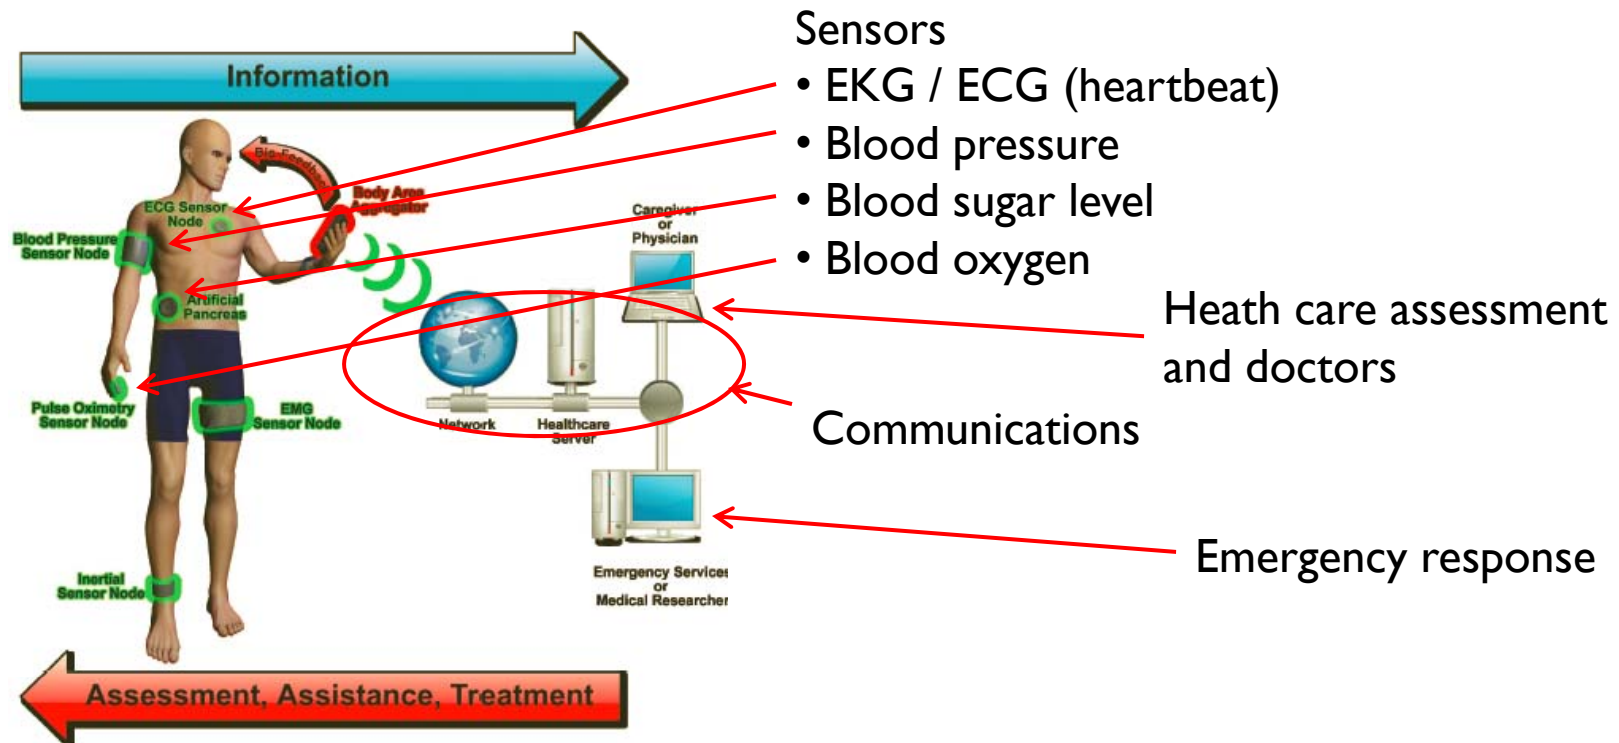 Sensors
• EKG / ECG (heartbeat)
• Blood pressure
• Blood sugar level
• Blood oxygen
Heath care assessment
and doctors
Communications
Emergency response
Information
Bio-Feedback
Body Area
Aggregator
ECG Sensor
Node
Blood Pressure
Sensor Node
Artificial
Pancreas
Pulse Oximetry
Sensor Node
EMG
Sensor Node
Inertial
Sensor Node
Caregiver
or
Physician
Network
Healthcare
Server
Emergency Services
or
Medical Researcher
Assessment, Assistance, Treatment